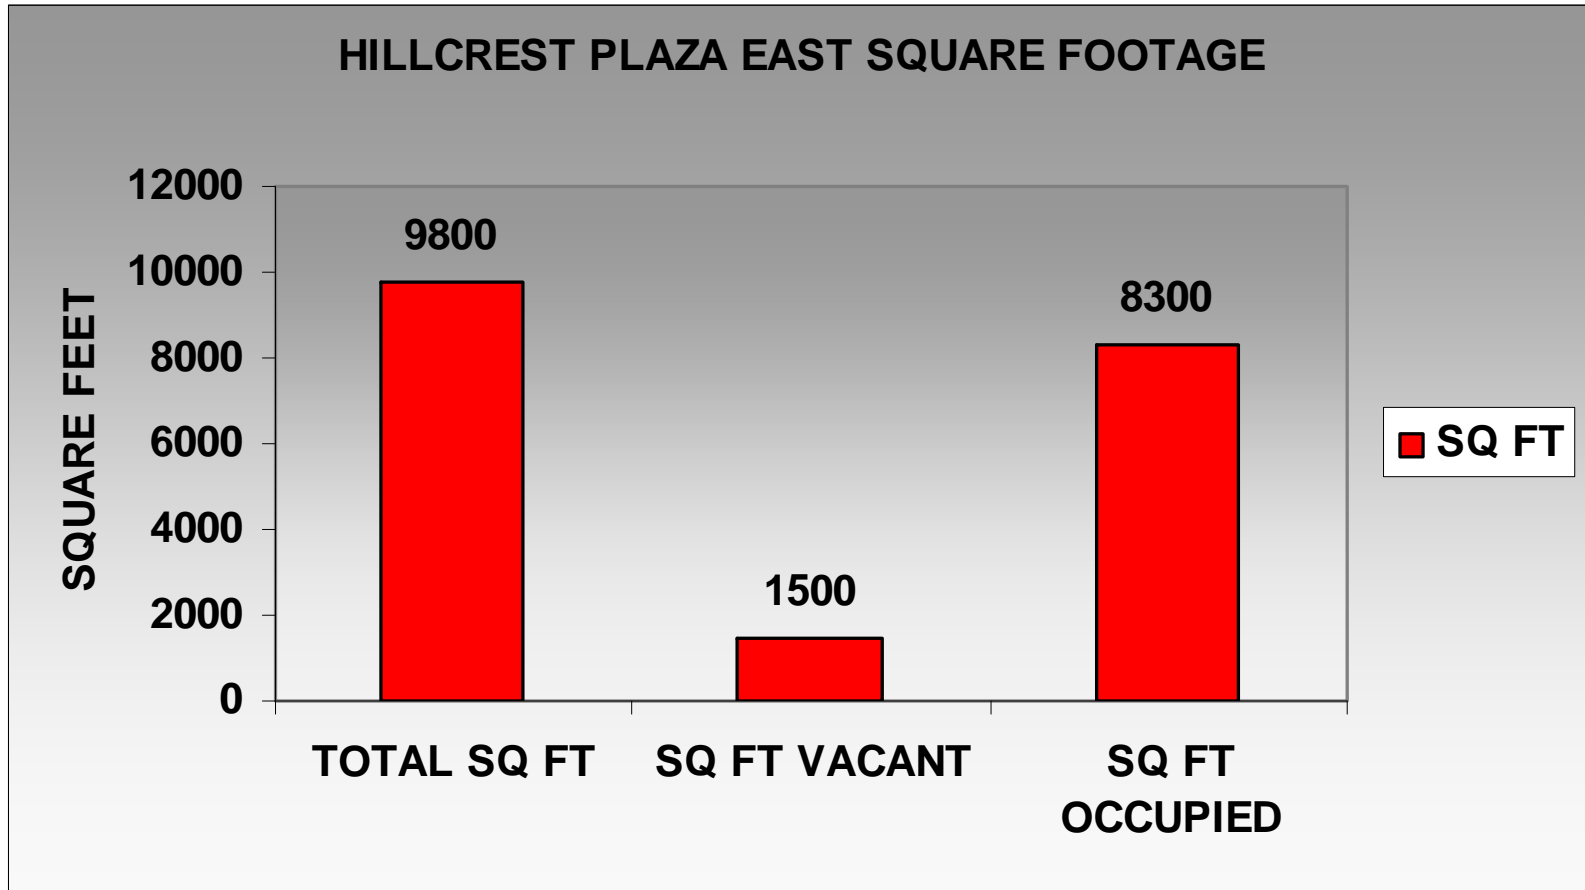 HILLCREST PLAZA EAST SQUARE FOOTAGE
SQUARE FEET
12000
10000
8000
6000
4000
2000
0
9800
1500
8300
TOTAL SQ FT
SQ FT VACANT
SQ FT
OCCUPIED
SQ FT